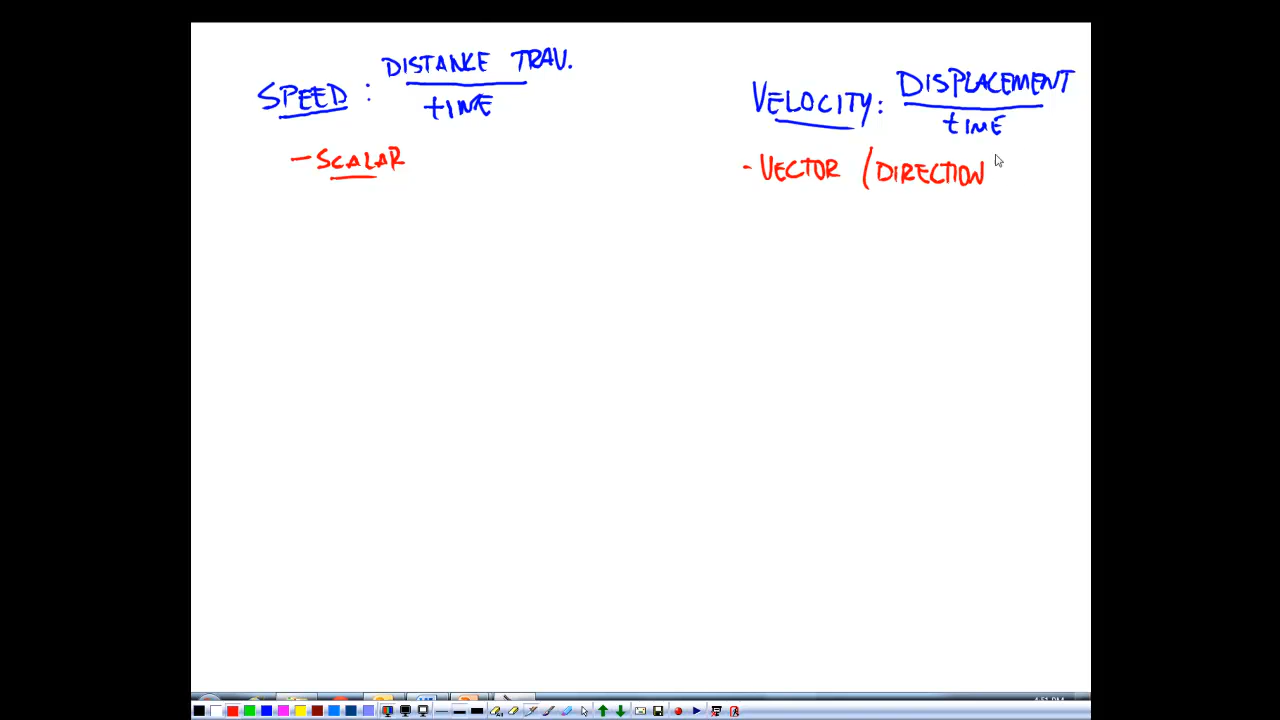 SPEED : DISTANCE TRAV.
tIME
- SCALAR
VELOCITY : DISPLACEMENT
tIME
- VECTOR (DIRECTION